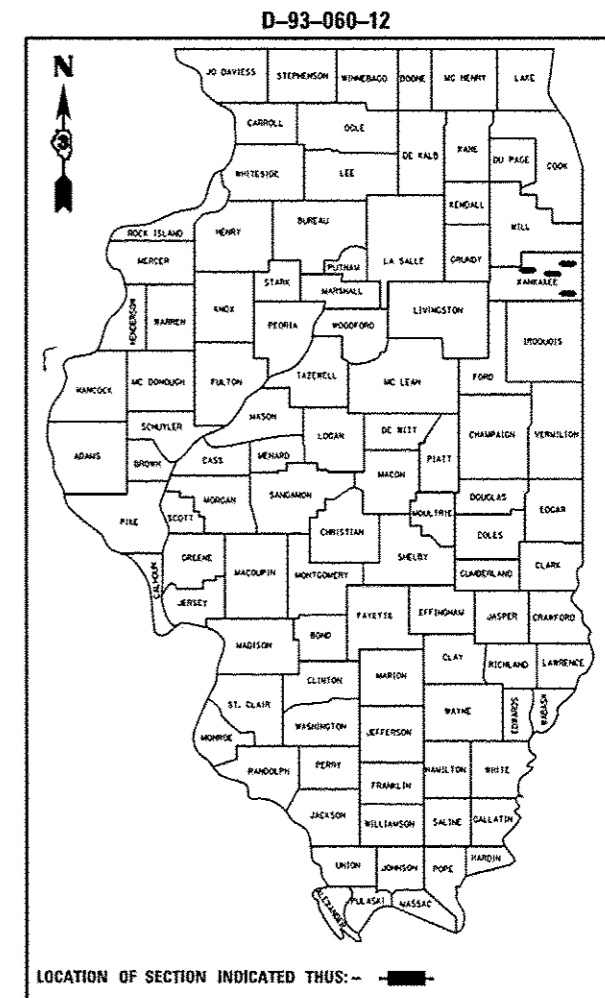 D-93-060-12
N
3
JO DAVIESS STEPHENSON WINNEBAGO BOONE MC HENRY LAKE
CARROLL OGLE DE KALB KANE DU PAGE COOK
WHITESIDE LEE KENDALL WILL
ROCK ISLAND HENRY BUREAU LA SALLE GRUNDY
MERCER PUTNAM KANKAKEE
STARK MARSHALL
HENDERSON WARREN KNOX PEORIA WOODFORD LIVINGSTON IROQUOIS
HANCOCK MC DONOUGH FULTON TAZEWELL MC LEAN FORD
SCHUYLER MASON LOGAN DE WITT CHAMPAIGN VERMILION
ADAMS BROWN CASS MENARD MACON PIATT
PIKE SCOTT MORGAN SANGAMON MOULTRIE DOUGLAS EDGAR
CHRISTIAN COLES
GREENE MACOUPIN MONTGOMERY SHELBY CUMBERLAND CLARK
CALHOUN JERSEY
FAYETTE EFFINGHAM JASPER CRAWFORD
MADISON BOND
CLINTON MARION CLAY RICHLAND LAWRENCE
ST. CLAIR WAYNE EDWARDS WABASH
MONROE WASHINGTON JEFFERSON
RANDOLPH PERRY FRANKLIN HAMILTON WHITE
JACKSON WILLIAMSON SALINE GALLATIN
UNION JOHNSON POPE HARDIN
ALEXANDER PULASKI MASSAC
LOCATION OF SECTION INDICATED THUS: -